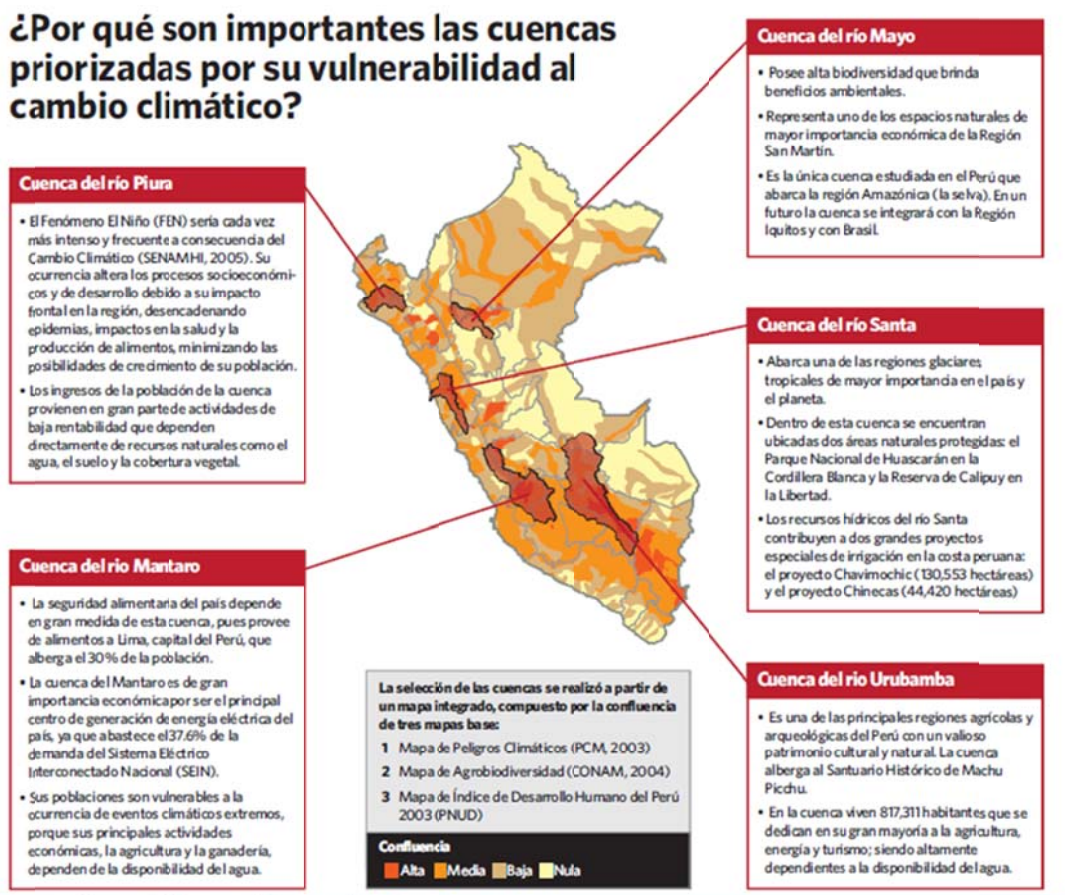 ¿Por qué son importantes las cuencas
priorizadas por su vulnerabilidad al
cambio climático?
Cuenca del río Piura
• El Fenómeno El Niño (FEN) sería cada vez
más intenso y frecuente a consecuencia del
Cambio Climático (SENAMHI, 2005). Su
ocurrencia altera los procesos socioeconómi-
cos y de desarrollo debido a su impacto
frontal en la región, desencadenando
epidemias, impactos en la salud y la
producción de alimentos, minimizando las
posibilidades de crecimiento de su población.
• Los ingresos de la población de la cuenca
provienen en gran parte de actividades de
baja rentabilidad que dependen
directamente de recursos naturales como el
agua, el suelo y la cobertura vegetal.
Cuenca del rio Mantaro
• La seguridad alimentaria del país depende
en gran medida de esta cuenca, pues provee
de alimentos a Lima, capital del Perú, que
alberga el 30% de la población.
• La cuenca del Mantaro es de gran
importancia económica por ser el principal
centro de generación de energía eléctrica del
país, ya que abastece el 37.6% de la
demanda del Sistema Eléctrico
Interconectado Nacional (SEIN).
• Sus poblaciones son vulnerables a la
ocurrencia de eventos climáticos extremos,
porque sus principales actividades
económicas, la agricultura y la ganadería,
dependen de la disponibilidad del agua.
La selección de las cuencas se realizó a partir de
un mapa integrado, compuesto por la confluencia
de tres mapas base:
1 Mapa de Peligros Climáticos (PCM, 2003)
2 Mapa de Agrobiodiversidad (CONAM, 2004)
3 Mapa de Índice de Desarrollo Humano del Perú
2003 (PNUD)
Confluencia
Alta Media Baja Nula
Cuenca del río Mayo
• Posee alta biodiversidad que brinda
beneficios ambientales.
• Representa uno de los espacios naturales de
mayor importancia económica de la Región
San Martín.
• Es la única cuenca estudiada en el Perú que
abarca la región Amazónica (la selva). En un
futuro la cuenca se integrará con la Región
Iquitos y con Brasil.
Cuenca del río Santa
• Abarca una de las regiones glaciares
tropicales de mayor importancia en el país y
el planeta.
• Dentro de esta cuenca se encuentran
ubicadas dos áreas naturales protegidas: el
Parque Nacional de Huascarán en la
Cordillera Blanca y la Reserva de Calipuy en
la Libertad.
• Los recursos hídricos del río Santa
contribuyen a dos grandes proyectos
especiales de irrigación en la costa peruana:
el proyecto Chavimochic (130,553 hectáreas)
y el proyecto Chinecas (44,420 hectáreas)
Cuenca del rio Urubamba
• Es una de las principales regiones agrícolas y
arqueológicas del Perú con un valioso
patrimonio cultural y natural. La cuenca
alberga al Santuario Histórico de Machu
Picchu.
• En la cuenca viven 817,311 habitantes que se
dedican en su gran mayoría a la agricultura,
energía y turismo; siendo altamente
dependientes a la disponibilidad del agua.